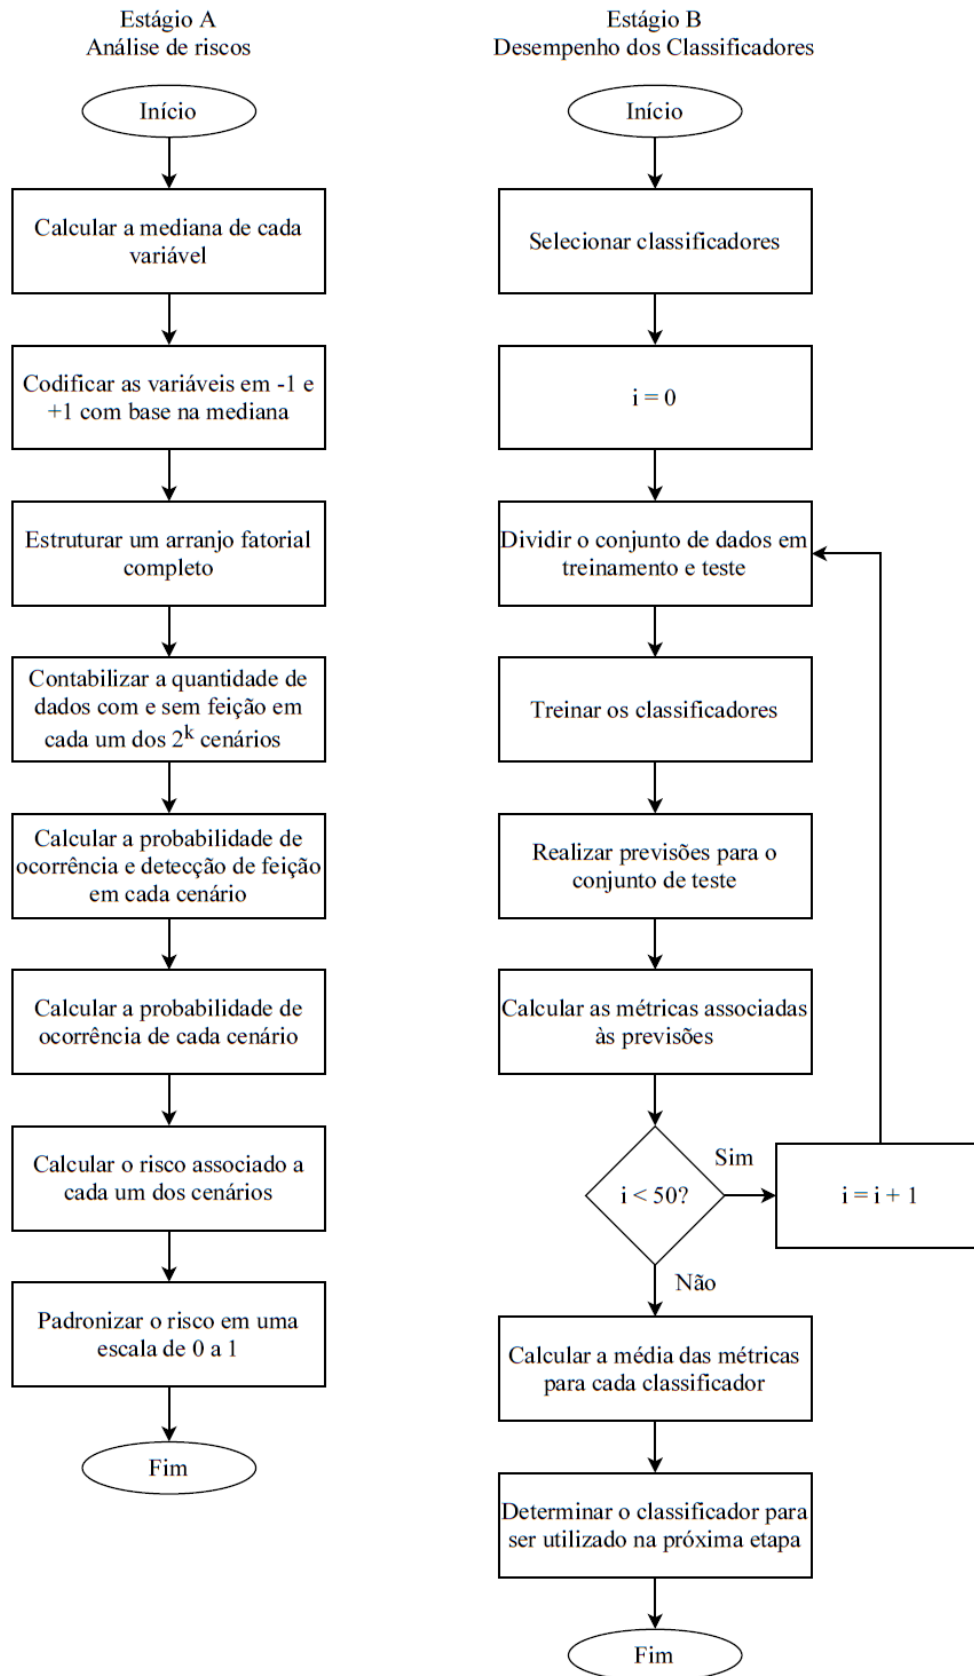 Estágio A
Análise de riscos
Início
Calcular a mediana de cada
variável
Codificar as variáveis em -1 e
+1 com base na mediana
Estruturar um arranjo fatorial
completo
Contabilizar a quantidade de
dados com e sem feição em
cada um dos 2^k cenários
Calcular a probabilidade de
ocorrência e detecção de feição
em cada cenário
Calcular a probabilidade de
ocorrência de cada cenário
Calcular o risco associado a
cada um dos cenários
Padronizar o risco em uma
escala de 0 a 1
Fim
Estágio B
Desempenho dos Classificadores
Início
Selecionar classificadores
i = 0
Dividir o conjunto de dados em
treinamento e teste
Treinar os classificadores
Realizar previsões para o
conjunto de teste
Calcular as métricas associadas
às previsões
i < 50?
Sim
i = i + 1
Não
Calcular a média das métricas
para cada classificador
Determinar o classificador para
ser utilizado na próxima etapa
Fim